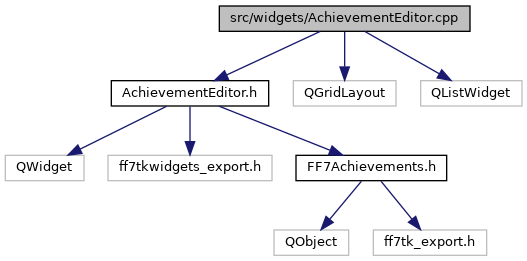 src/widgets/AchievementEditor.cpp
AchievementEditor.h
QGridLayout
QListWidget
QWidget
ff7tkwidgets_export.h
FF7Achievements.h
QObject
ff7tk_export.h